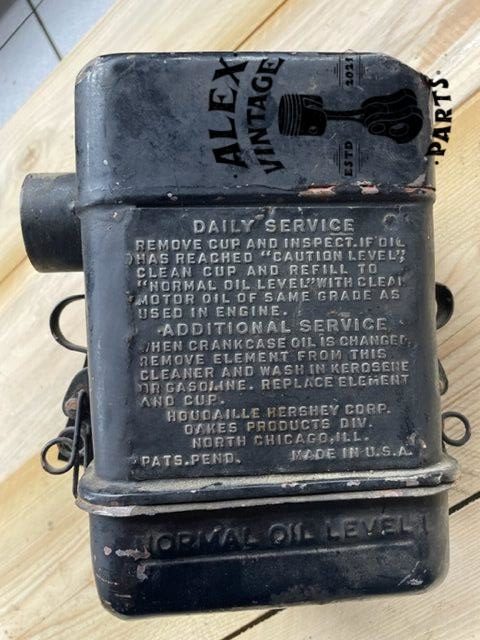 ALEX
VINTAGE
ESTD
2021
PARTS
DAILY SERVICE
REMOVE CUP AND INSPECT. IF OIL
HAS REACHED "CAUTION LEVEL",
CLEAN CUP AND REFILL TO
"NORMAL OIL LEVEL" WITH CLEAN
MOTOR OIL OF SAME GRADE AS
USED IN ENGINE.
ADDITIONAL SERVICE
WHEN CRANKCASE OIL IS CHANGED,
REMOVE ELEMENT FROM THIS
CLEANER AND WASH IN KEROSENE
OR GASOLINE. REPLACE ELEMENT
AND CUP.
HOUDAILLE HERSHEY CORP.
OAKES PRODUCTS DIV.
NORTH CHICAGO, ILL.
PATS. PEND. MADE IN U.S.A.
NORMAL OIL LEVEL